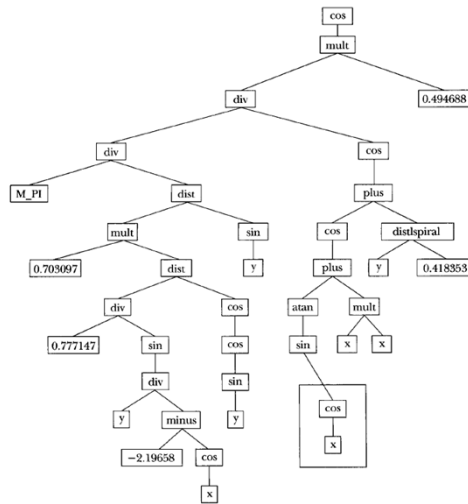 cos
mult
div 0.494688
div cos
M_PI dist plus
mult sin cos distlspiral
0.703097 dist y plus y 0.418353
div cos atan mult
0.777147 sin cos sin x x
div sin
y minus y cos
−2.19658 cos x
x